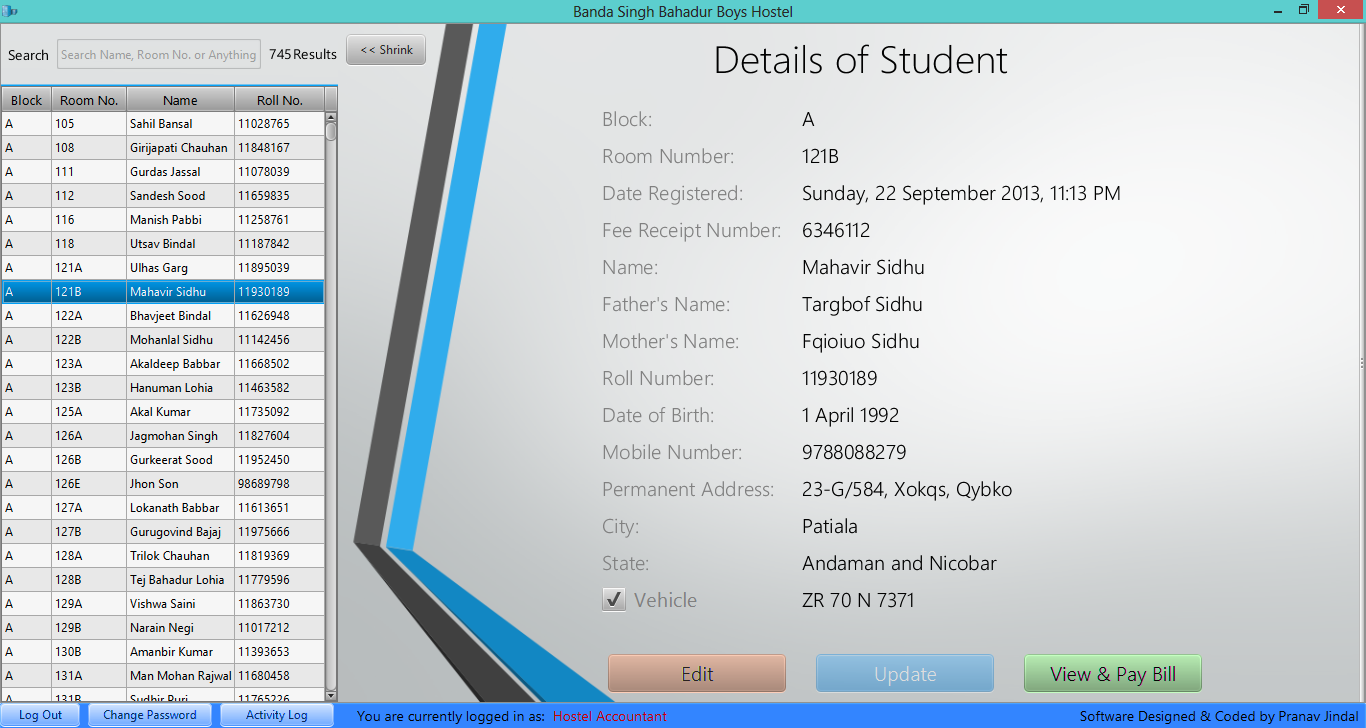 Banda Singh Bahadur Boys Hostel
Search Search Name, Room No. or Anything 745 Results << Shrink
Block Room No. Name Roll No.
A 105 Sahil Bansal 11028765
A 108 Girijapati Chauhan 11848167
A 111 Gurdas Jassal 11078039
A 112 Sandesh Sood 11659835
A 116 Manish Pabbi 11258761
A 118 Utsav Bindal 11187842
A 121A Ulhas Garg 11895039
A 121B Mahavir Sidhu 11930189
A 122A Bhavjeet Bindal 11626948
A 122B Mohanlal Sidhu 11142456
A 123A Akaldeep Babbar 11668502
A 123B Hanuman Lohia 11463582
A 125A Akal Kumar 11735092
A 126A Jagmohan Singh 11827604
A 126B Gurkeerat Sood 11952450
A 126E Jhon Son 98689798
A 127A Lokanath Babbar 11613651
A 127B Gurugovind Bajaj 11975666
A 128A Trilok Chauhan 11819369
A 128B Tej Bahadur Lohia 11779596
A 129A Vishwa Saini 11863730
A 129B Narain Negi 11017212
A 130B Amanbir Kumar 11393653
A 131A Man Mohan Rajwal 11680458
A 131B Sudhir Puri 11765226
Details of Student
Block: A
Room Number: 121B
Date Registered: Sunday, 22 September 2013, 11:13 PM
Fee Receipt Number: 6346112
Name: Mahavir Sidhu
Father's Name: Targbof Sidhu
Mother's Name: Fqioiuo Sidhu
Roll Number: 11930189
Date of Birth: 1 April 1992
Mobile Number: 9788088279
Permanent Address: 23-G/584, Xokqs, Qybko
City: Patiala
State: Andaman and Nicobar
Vehicle ZR 70 N 7371
Edit Update View & Pay Bill
Log Out Change Password Activity Log You are currently logged in as: Hostel Accountant Software Designed & Coded by Pranav Jindal